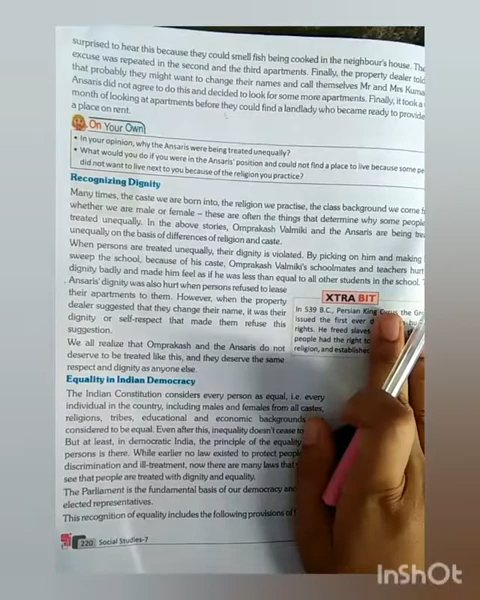 surprised to hear this because they could smell fish being cooked in the neighbour's house. The
excuse was repeated in the second and the third apartments. Finally, the property dealer told
that probably they might want to change their names and call themselves Mr and Mrs Kuma
Ansaris did not agree to do this and decided to look for some more apartments. Finally, it took a
month of looking at apartments before they could find a landlady who became ready to provide
a place on rent.
On Your Own
• In your opinion, why the Ansaris were being treated unequally?
• What would you do if you were in the Ansaris' position and could not find a place to live because some pe
did not want to live next to you because of the religion you practice?
Recognizing Dignity
Many times, the caste we are born into, the religion we practise, the class background we come f
whether we are male or female – these are often the things that determine why some people
treated unequally. In the above stories, Omprakash Valmiki and the Ansaris are being trea
unequally on the basis of differences of religion and caste.
When persons are treated unequally, their dignity is violated. By picking on him and making
sweep the school, because of his caste, Omprakash Valmiki's schoolmates and teachers hurt
dignity badly and made him feel as if he was less than equal to all other students in the school.
Ansaris' dignity was also hurt when persons refused to lease
their apartments to them. However, when the property
dealer suggested that they change their name, it was their
dignity or self-respect that made them refuse this
suggestion.
We all realize that Omprakash and the Ansaris do not
deserve to be treated like this, and they deserve the same
respect and dignity as anyone else.
XTRA BIT
In 539 B.C., Persian King Cyrus the Gr
issued the first ever
rights. He freed slaves
people had the right to
religion, and established
Equality in Indian Democracy
The Indian Constitution considers every person as equal, i.e. every
individual in the country, including males and females from all castes,
religions, tribes, educational and economic backgrounds
considered to be equal. Even after this, inequality doesn't cease to
But at least, in democratic India, the principle of the equality
persons is there. While earlier no law existed to protect peopl
discrimination and ill-treatment, now there are many laws that
see that people are treated with dignity and equality.
The Parliament is the fundamental basis of our democracy and
elected representatives.
This recognition of equality includes the following provisions of
220 Social Studies-7
InShOt